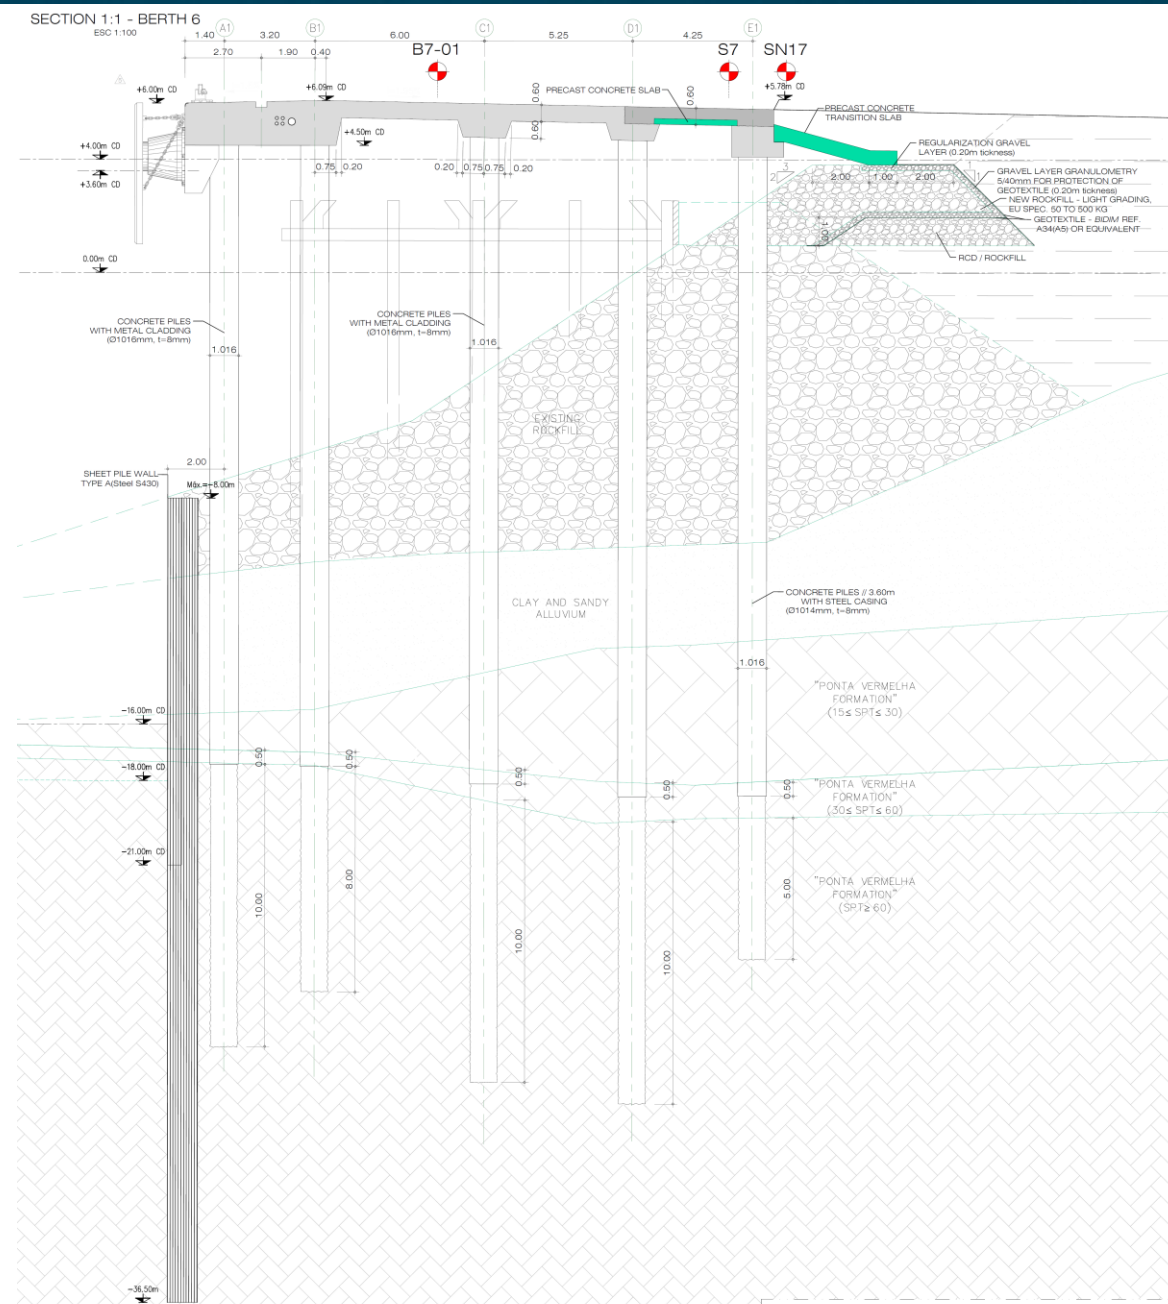 SECTION 1:1 - BERTH 6
ESC 1:100
A1
B1
C1
D1
E1
1.40
3.20
6.00
5.25
4.25
2.70
1.90
0.40
B7-01
S7
SN17
+6.00m CD
+6.09m CD
+5.78m CD
0.60
0.60
PRECAST CONCRETE SLAB
0.60
PRECAST CONCRETE
TRANSITION SLAB
+4.50m CD
+4.00m CD
+3.60m CD
REGULARIZATION GRAVEL
LAYER (0.20m tickness)
0.75
0.20
0.20
0.75
0.75
0.20
3
2
2.00
1.00
2.00
1
1
GRAVEL LAYER GRANULOMETRY
5/40mm FOR PROTECTION OF
GEOTEXTILE (0.20m tickness)
NEW ROCKFILL - LIGHT GRADING,
EU SPEC. 50 TO 500 KG
GEOTEXTILE - BIDIM REF.
A34(A5) OR EQUIVALENT
1.00
RCD / ROCKFILL
0.00m CD
CONCRETE PILES
WITH METAL CLADDING
(Ø1016mm, t=8mm)
CONCRETE PILES
WITH METAL CLADDING
(Ø1016mm, t=8mm)
1.016
1.016
EXISTING
ROCKFILL
2.00
SHEET PILE WALL
TYPE A(Steel S430)
Máx.=-8.00m
CLAY AND SANDY
ALLUVIUM
CONCRETE PILES // 3.60m
WITH STEEL CASING
(Ø1014mm, t=8mm)
1.016
"PONTA VERMELHA
FORMATION"
(15≤ SPT≤ 30)
-16.00m CD
0.50
0.50
0.50
0.50
0.50
-18.00m CD
"PONTA VERMELHA
FORMATION"
(30≤ SPT≤ 60)
-21.00m CD
10.00
8.00
10.00
10.00
5.00
"PONTA VERMELHA
FORMATION"
(SPT≥ 60)
-36.50m